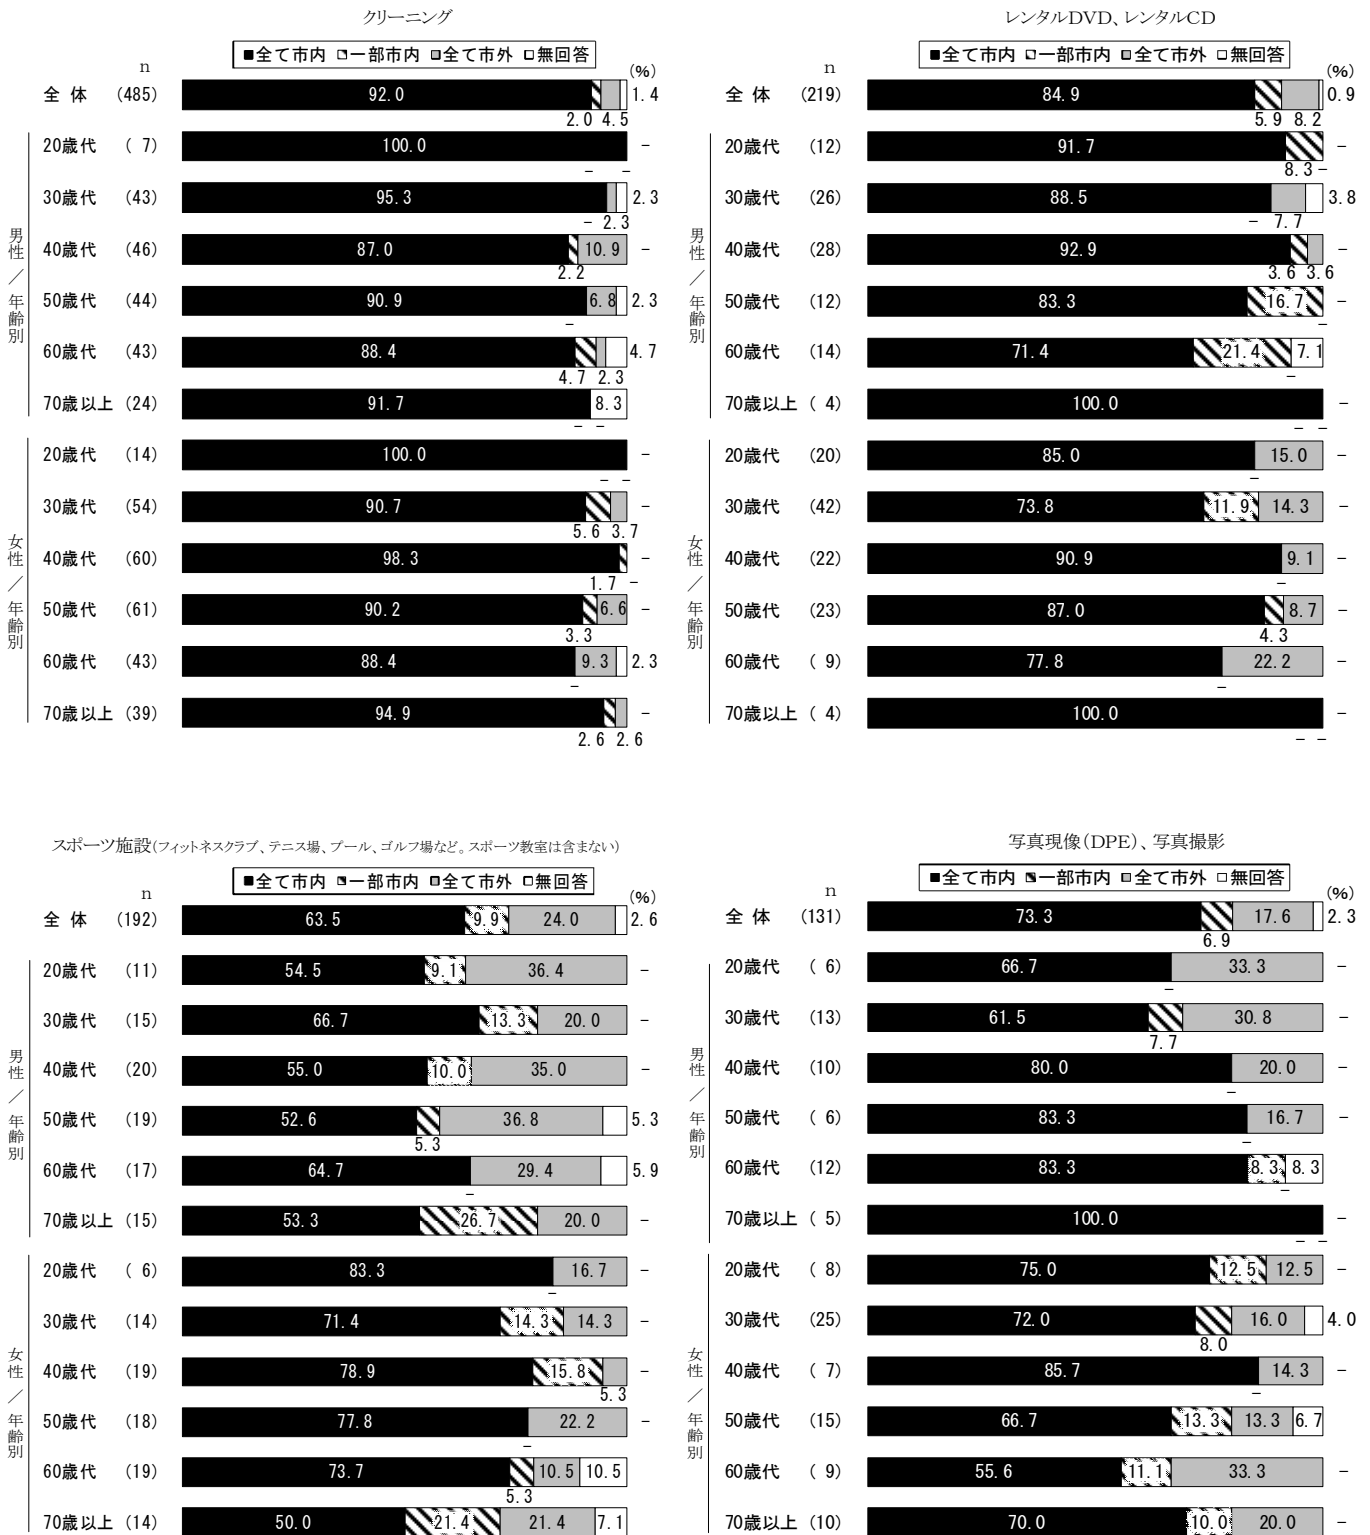 クリーニング
■全て市内 ◘一部市内 ▣全て市外 □無回答
n
(%)
全 体 (485) 92.0 1.4
2.0 4.5
男性／年齢別
20歳代 ( 7) 100.0 −
− −
30歳代 (43) 95.3 2.3
− 2.3
40歳代 (46) 87.0 10.9 −
2.2
50歳代 (44) 90.9 6.8 2.3
−
60歳代 (43) 88.4 4.7
4.7 2.3
70歳以上 (24) 91.7 8.3
− −
女性／年齢別
20歳代 (14) 100.0 −
− −
30歳代 (54) 90.7 −
5.6 3.7
40歳代 (60) 98.3 −
1.7 −
50歳代 (61) 90.2 6.6 −
3.3
60歳代 (43) 88.4 9.3 2.3
−
70歳以上 (39) 94.9 −
2.6 2.6
レンタルDVD、レンタルCD
■全て市内 ◘一部市内 ▣全て市外 □無回答
n
(%)
全 体 (219) 84.9 0.9
5.9 8.2
男性／年齢別
20歳代 (12) 91.7 −
8.3 −
30歳代 (26) 88.5 3.8
− 7.7
40歳代 (28) 92.9 −
3.6 3.6
50歳代 (12) 83.3 16.7 −
−
60歳代 (14) 71.4 21.4 7.1
−
70歳以上 ( 4) 100.0 −
− −
女性／年齢別
20歳代 (20) 85.0 15.0 −
−
30歳代 (42) 73.8 11.9 14.3 −
40歳代 (22) 90.9 9.1 −
−
50歳代 (23) 87.0 8.7 −
4.3
60歳代 ( 9) 77.8 22.2 −
−
70歳以上 ( 4) 100.0 −
− −
スポーツ施設(フィットネスクラブ、テニス場、プール、ゴルフ場など。スポーツ教室は含まない)
■全て市内 ◘一部市内 ▣全て市外 □無回答
n
(%)
全 体 (192) 63.5 9.9 24.0 2.6
男性／年齢別
20歳代 (11) 54.5 9.1 36.4 −
30歳代 (15) 66.7 13.3 20.0 −
40歳代 (20) 55.0 10.0 35.0 −
50歳代 (19) 52.6 36.8 5.3
5.3
60歳代 (17) 64.7 29.4 5.9
−
70歳以上 (15) 53.3 26.7 20.0 −
女性／年齢別
20歳代 ( 6) 83.3 16.7 −
−
30歳代 (14) 71.4 14.3 14.3 −
40歳代 (19) 78.9 15.8 −
5.3
50歳代 (18) 77.8 22.2 −
−
60歳代 (19) 73.7 10.5 10.5
5.3
70歳以上 (14) 50.0 21.4 21.4 7.1
写真現像(DPE)、写真撮影
■全て市内 ◘一部市内 ▣全て市外 □無回答
n
(%)
全 体 (131) 73.3 17.6 2.3
6.9
男性／年齢別
20歳代 ( 6) 66.7 33.3 −
−
30歳代 (13) 61.5 30.8 −
7.7
40歳代 (10) 80.0 20.0 −
−
50歳代 ( 6) 83.3 16.7 −
−
60歳代 (12) 83.3 8.3 8.3
−
70歳以上 ( 5) 100.0 −
− −
女性／年齢別
20歳代 ( 8) 75.0 12.5 12.5 −
30歳代 (25) 72.0 16.0 4.0
8.0
40歳代 ( 7) 85.7 14.3 −
−
50歳代 (15) 66.7 13.3 13.3 6.7
60歳代 ( 9) 55.6 11.1 33.3 −
70歳以上 (10) 70.0 10.0 20.0 −